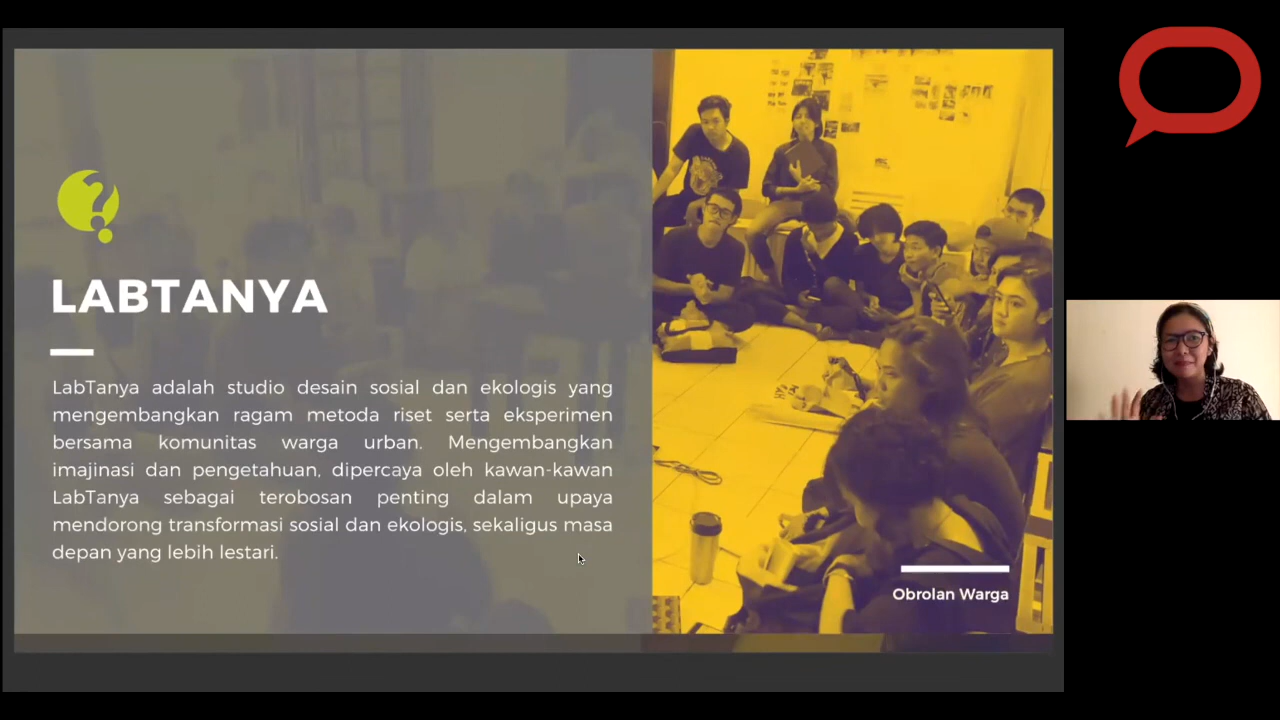 LABTANYA
LabTanya adalah studio desain sosial dan ekologis yang
mengembangkan ragam metoda riset serta eksperimen
bersama komunitas warga urban. Mengembangkan
imajinasi dan pengetahuan, dipercaya oleh kawan-kawan
LabTanya sebagai terobosan penting dalam upaya
mendorong transformasi sosial dan ekologis, sekaligus masa
depan yang lebih lestari.
Obrolan Warga